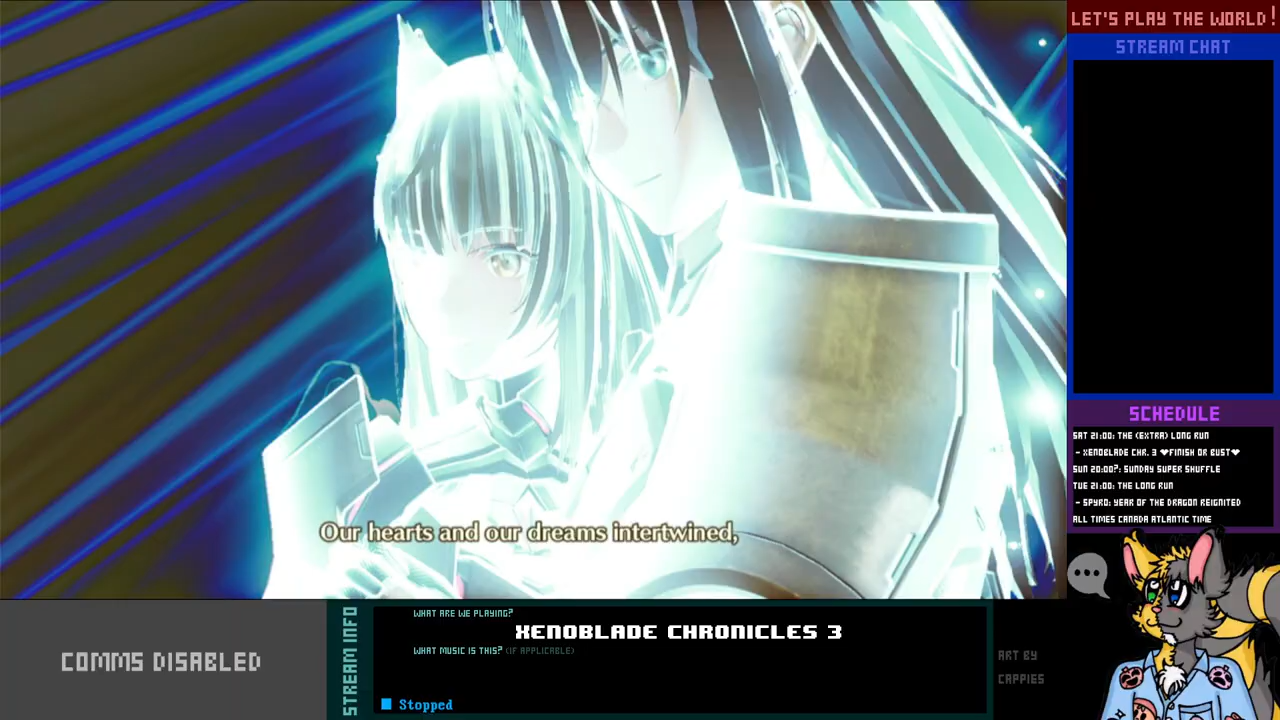 LET'S PLAY THE WORLD!
STREAM CHAT
Our hearts and our dreams intertwined,
SCHEDULE
SAT 21:00: THE (EXTRA) LONG RUN
- XENOBLADE CHR. 3 ♥FINISH OR BUST♥
SUN 20:00?: SUNDAY SUPER SHUFFLE
TUE 21:00: THE LONG RUN
- SPYRO: YEAR OF THE DRAGON REIGNITED
ALL TIMES CANADA ATLANTIC TIME
COMMS DISABLED
STREAM INFO
WHAT ARE WE PLAYING?
XENOBLADE CHRONICLES 3
WHAT MUSIC IS THIS? (IF APPLICABLE)
Stopped
ART BY
CAPPIES